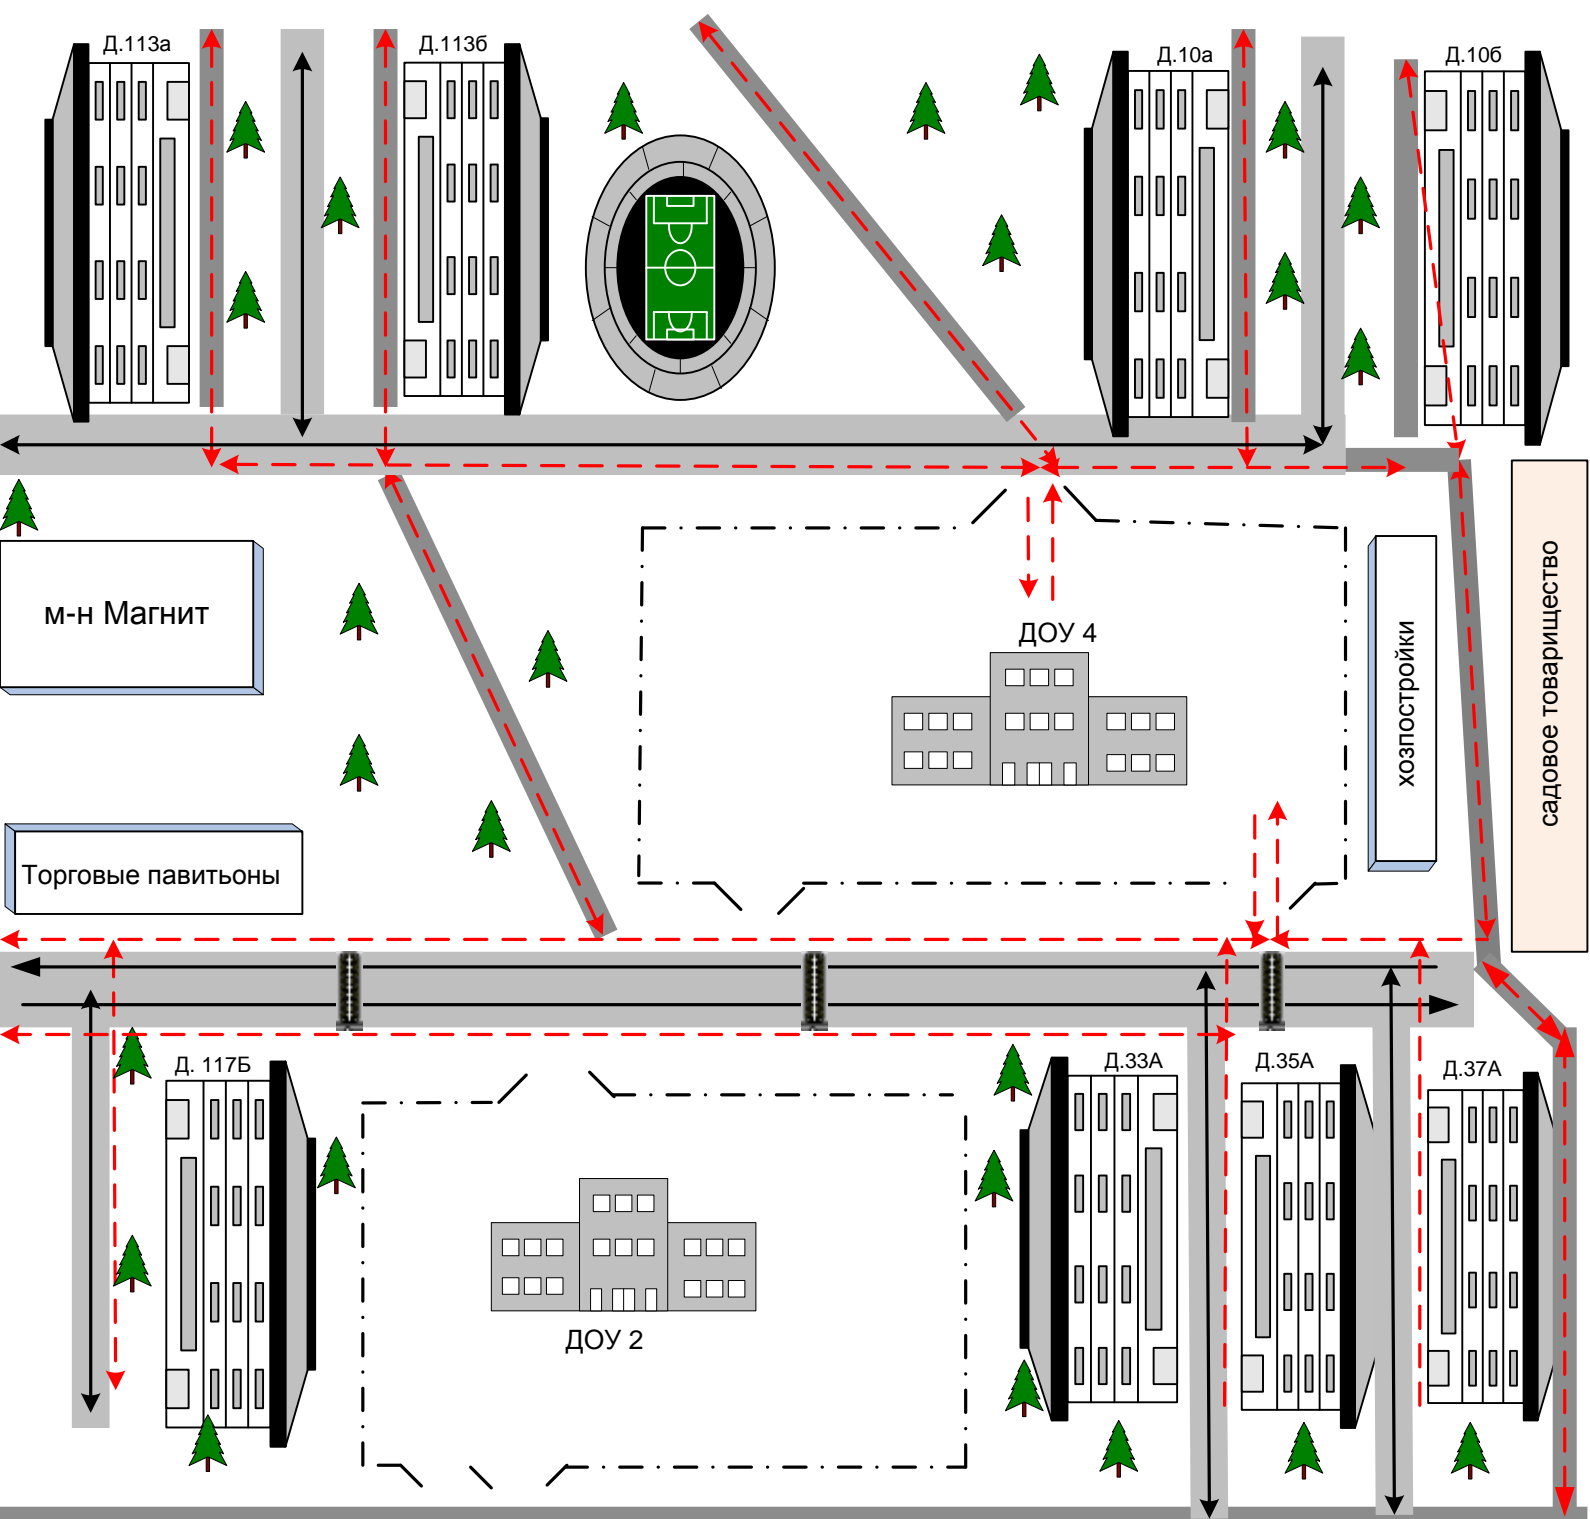 Д.113а
Д.113б
Д.10а
Д.10б
м-н Магнит
ДОУ 4
хозпостройки
садовое товарищество
Торговые павитьоны
Д. 117Б
Д.33А
Д.35А
Д.37А
ДОУ 2